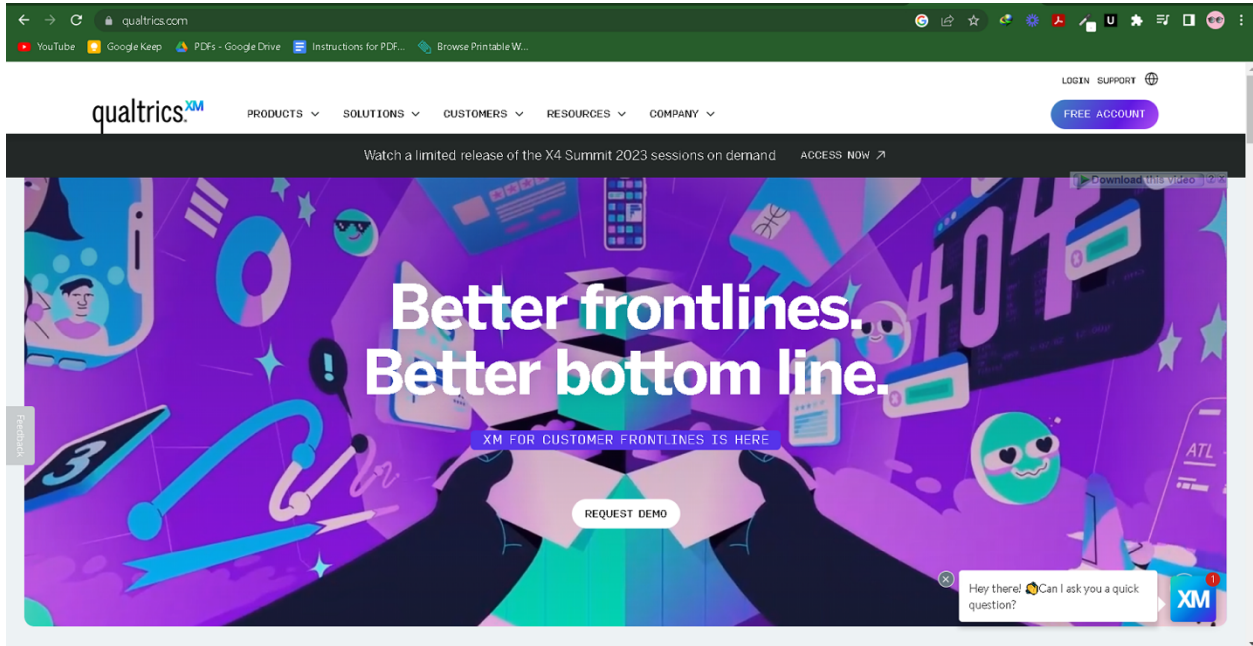 qualtrics.com
YouTube Google Keep PDFs - Google Drive Instructions for PDF... Browse Printable W...
LOGIN SUPPORT
qualtrics.XM PRODUCTS SOLUTIONS CUSTOMERS RESOURCES COMPANY FREE ACCOUNT
Watch a limited release of the X4 Summit 2023 sessions on demand ACCESS NOW
Download this video ? X
404
Better frontlines.
Better bottom line.
!
Feedback
XM FOR CUSTOMER FRONTLINES IS HERE
3
ATL
REQUEST DEMO
Hey there! 👋Can I ask you a quick
question?
XM
1